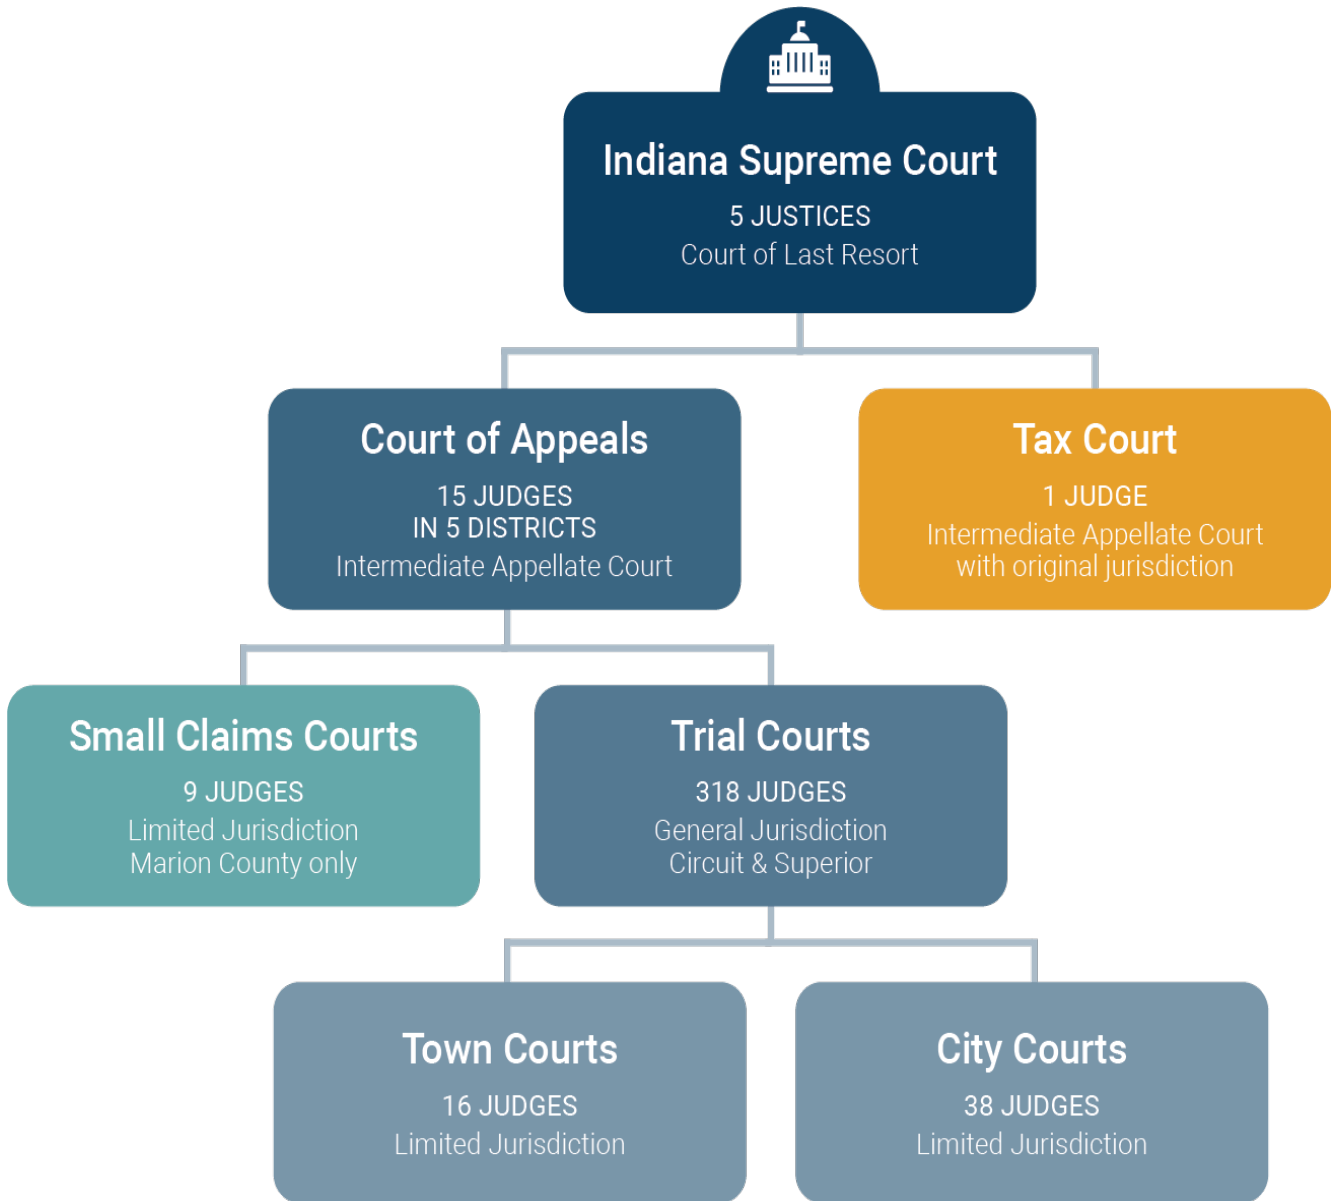 Indiana Supreme Court
5 JUSTICES
Court of Last Resort
Court of Appeals
15 JUDGES
IN 5 DISTRICTS
Intermediate Appellate Court
Tax Court
1 JUDGE
Intermediate Appellate Court
with original jurisdiction
Small Claims Courts
9 JUDGES
Limited Jurisdiction
Marion County only
Trial Courts
318 JUDGES
General Jurisdiction
Circuit & Superior
Town Courts
16 JUDGES
Limited Jurisdiction
City Courts
38 JUDGES
Limited Jurisdiction